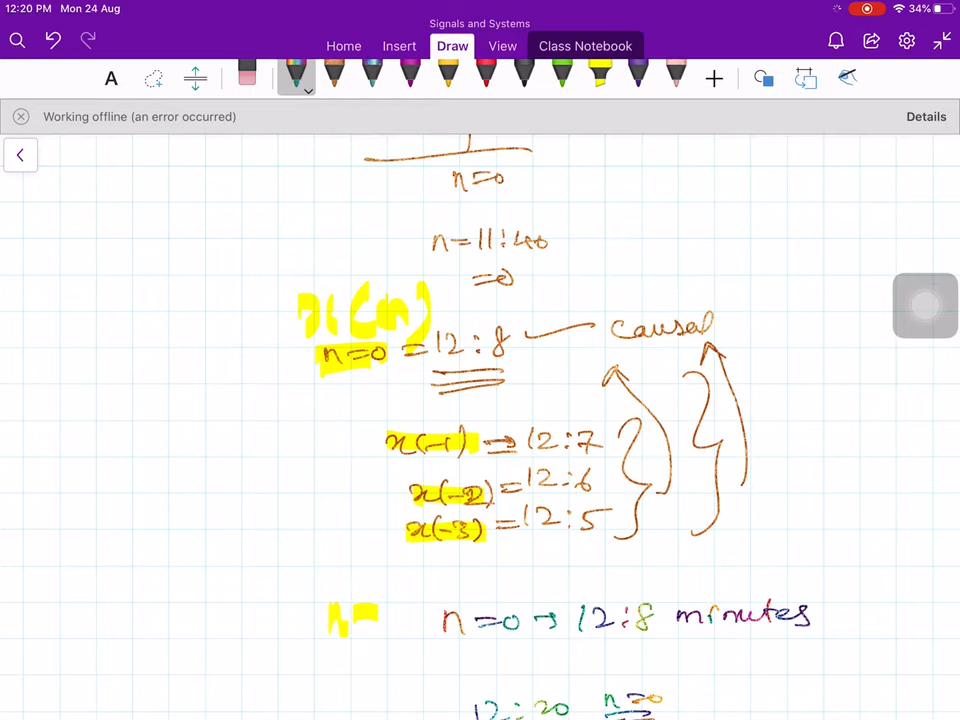 12:20 PM Mon 24 Aug
34%
Signals and Systems
Home Insert Draw View Class Notebook
A
Working offline (an error occurred)
Details
n=0
n=11:40
=0
x(n)
n=0 =12:8 causal
x(-1) → 12:7
x(-2) =12:6
x(-3) =12:5
n=
n=0→12:8 minutes
12:20 n=0